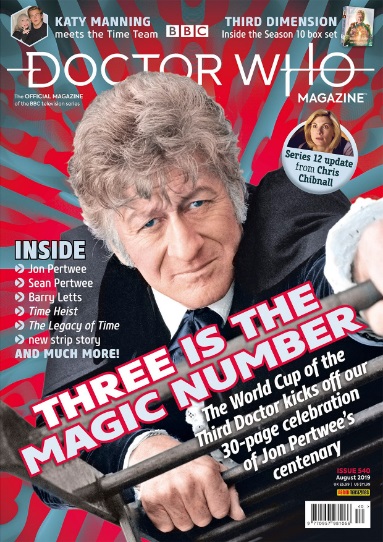 KATY MANNING
meets the Time Team
BBC
THIRD DIMENSION
Inside the Season 10 box set
DOCTOR WHO
MAGAZINE
The OFFICIAL MAGAZINE
of the BBC television series
Series 12 update
from Chris
Chibnall
INSIDE
Jon Pertwee
Sean Pertwee
Barry Letts
Time Heist
The Legacy of Time
new strip story
AND MUCH MORE!
THREE IS THE
MAGIC NUMBER
The World Cup of the
Third Doctor kicks off our
30-page celebration
of Jon Pertwee's
centenary
ISSUE 540
August 2019